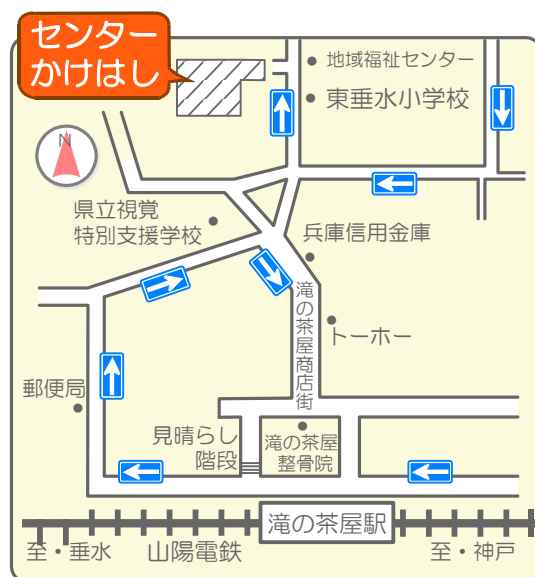 センター
かけはし
地域福祉センター
東垂水小学校
N
県立視覚
特別支援学校
兵庫信用金庫
滝の茶屋商店街
トーホー
郵便局
見晴らし
階段
滝の茶屋
整骨院
滝の茶屋駅
至・垂水
山陽電鉄
至・神戸